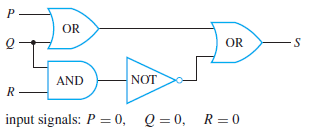 P
OR
Q
OR
S
AND
NOT
R
input signals: P = 0, Q = 0, R = 0